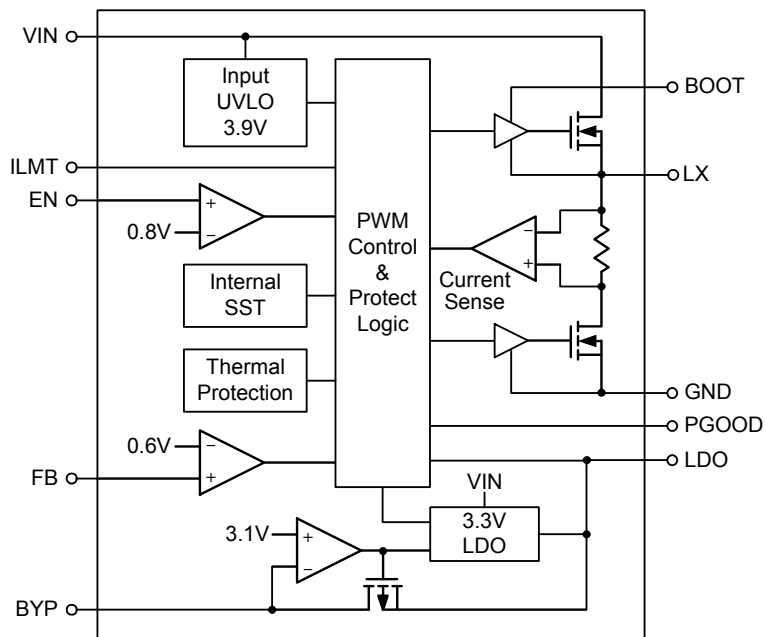 VIN
Input
UVLO
3.9V
BOOT
ILMT
EN
+
0.8V
−
LX
PWM
Control
&
Protect
Logic
−
+
Current
Sense
Internal
SST
Thermal
Protection
GND
PGOOD
0.6V
−
FB
+
LDO
VIN
3.3V
LDO
3.1V
+
−
BYP